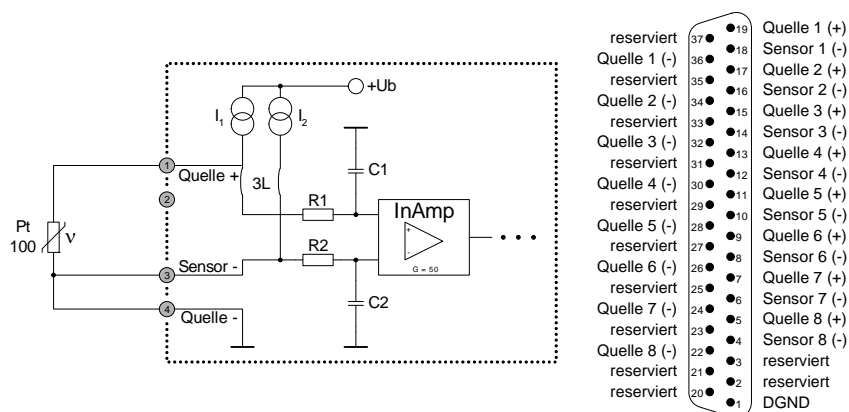 +Ub
I1
I2
1
Quelle +
3L
C1
2
R1
InAmp
+
-
G = 50
Pt
100
ν
R2
3
Sensor -
C2
4
Quelle -
reserviert 37
19 Quelle 1 (+)
Quelle 1 (-) 36
18 Sensor 1 (-)
reserviert 35
17 Quelle 2 (+)
Quelle 2 (-) 34
16 Sensor 2 (-)
reserviert 33
15 Quelle 3 (+)
Quelle 3 (-) 32
14 Sensor 3 (-)
reserviert 31
13 Quelle 4 (+)
Quelle 4 (-) 30
12 Sensor 4 (-)
reserviert 29
11 Quelle 5 (+)
Quelle 5 (-) 28
10 Sensor 5 (-)
reserviert 27
9 Quelle 6 (+)
Quelle 6 (-) 26
8 Sensor 6 (-)
reserviert 25
7 Quelle 7 (+)
Quelle 7 (-) 24
6 Sensor 7 (-)
reserviert 23
5 Quelle 8 (+)
Quelle 8 (-) 22
4 Sensor 8 (-)
reserviert 21
3 reserviert
reserviert 20
2 reserviert
1 DGND